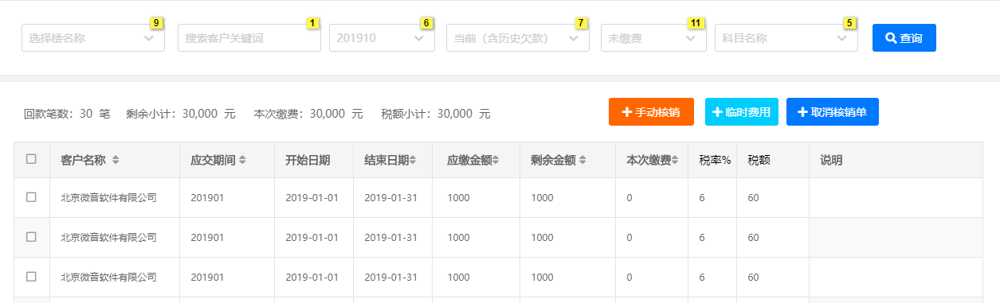 9 1 6 7 11 5
选择楼名称 搜索客户关键词 201910 当前（含历史欠款） 未缴费 科目名称 查询
回款笔数：30 笔 剩余小计：30,000 元 本次缴费：30,000 元 税额小计：30,000 元 手动核销 临时费用 取消核销单
客户名称 应交期间 开始日期 结束日期 应缴金额 剩余金额 本次缴费 税率% 税额 说明
北京微音软件有限公司 201901 2019-01-01 2019-01-31 1000 1000 0 6 60
北京微音软件有限公司 201901 2019-01-01 2019-01-31 1000 1000 0 6 60
北京微音软件有限公司 201901 2019-01-01 2019-01-31 1000 1000 0 6 60